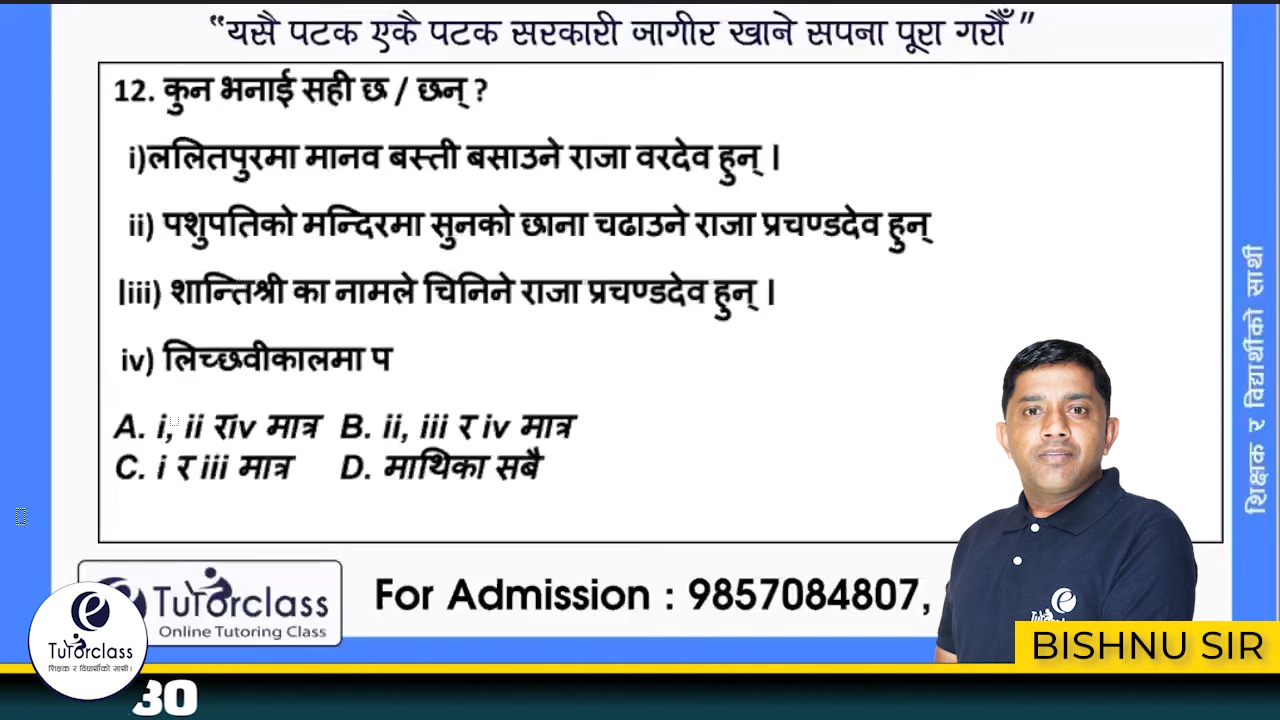 “यसै पटक एकै पटक सरकारी जागीर खाने सपना पूरा गरौँ”
12. कुन भनाई सही छ / छन् ?
i)ललितपुरमा मानव बस्ती बसाउने राजा वरदेव हुन् ।
ii) पशुपतिको मन्दिरमा सुनको छाना चढाउने राजा प्रचण्डदेव हुन्
।iii) शान्तिश्री का नामले चिनिने राजा प्रचण्डदेव हुन् ।
iv) लिच्छवीकालमा प
A. i, ii रiv मात्र B. ii, iii र iv मात्र
C. i र iii मात्र D. माथिका सबै
शिक्षक र विद्यार्थीको साथी
Tutorclass
Online Tutoring Class
For Admission : 9857084807,
Tutorclass
शिक्षक र विद्यार्थीको साथी।
BISHNU SIR
30